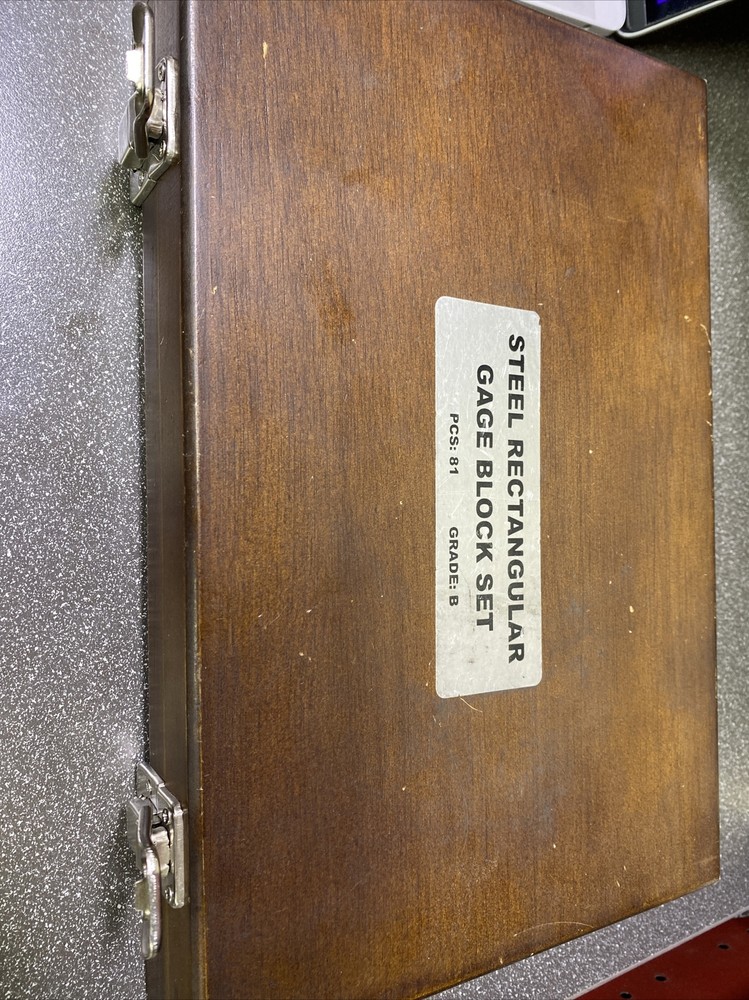 STEEL RECTANGULAR
GAGE BLOCK SET
PCS: 81 GRADE: B